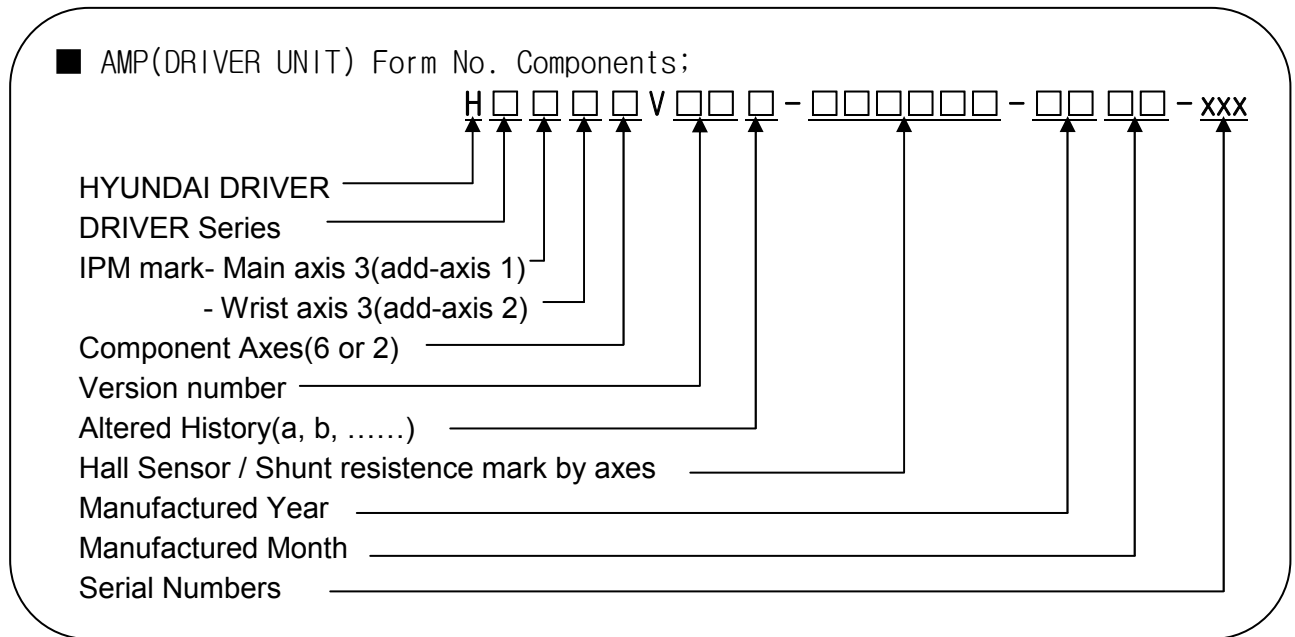 ■ AMP(DRIVER UNIT) Form No. Components;
H□□□□V□□□-□□□□□□-□□□□-xxx
HYUNDAI DRIVER
DRIVER Series
IPM mark- Main axis 3(add-axis 1)
- Wrist axis 3(add-axis 2)
Component Axes(6 or 2)
Version number
Altered History(a, b, ……)
Hall Sensor / Shunt resistence mark by axes
Manufactured Year
Manufactured Month
Serial Numbers